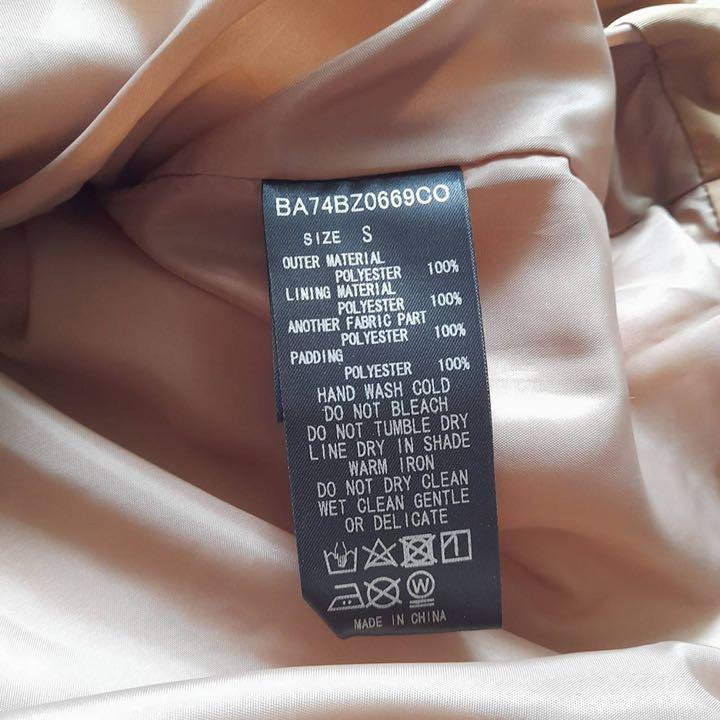 BA74BZ0669CO
SIZE S
OUTER MATERIAL
POLYESTER 100%
LINING MATERIAL
POLYESTER 100%
ANOTHER FABRIC PART
POLYESTER 100%
PADDING
POLYESTER 100%
HAND WASH COLD
DO NOT BLEACH
DO NOT TUMBLE DRY
LINE DRY IN SHADE
WARM IRON
DO NOT DRY CLEAN
WET CLEAN GENTLE
OR DELICATE
W
MADE IN CHINA